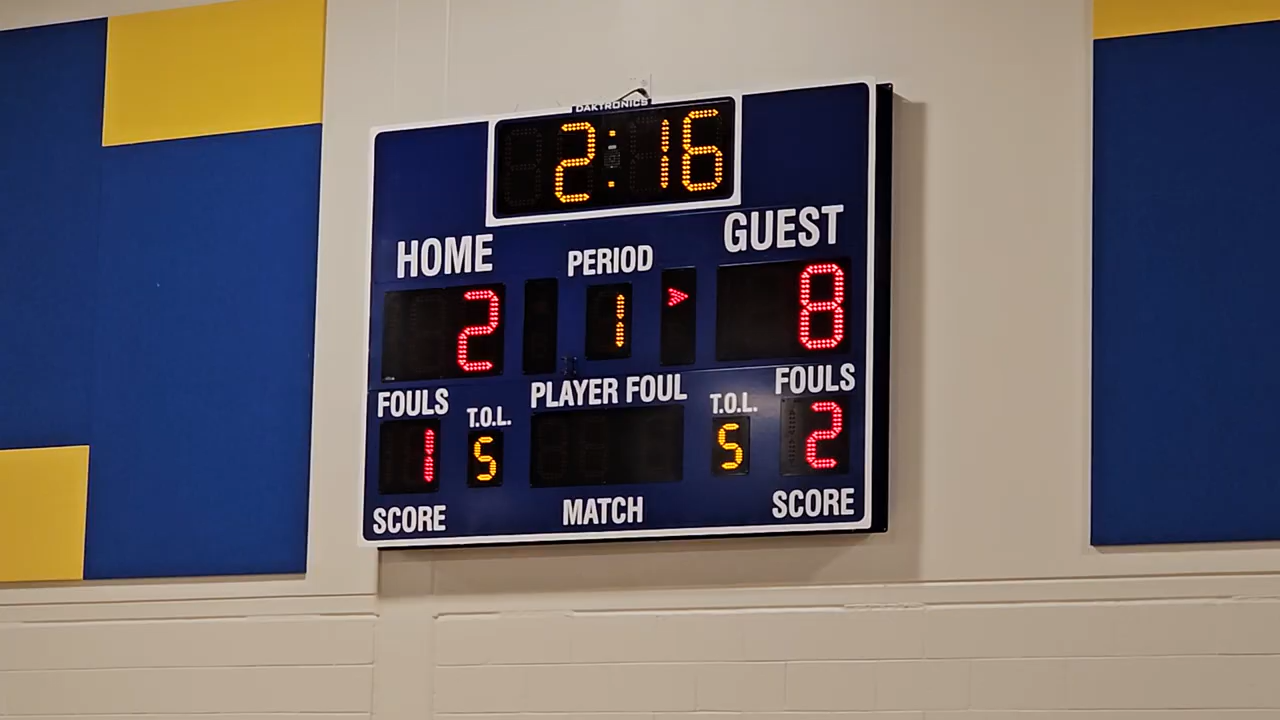 DAKTRONICS
2:16
HOME PERIOD GUEST
2 1 > 8
FOULS T.O.L. PLAYER FOUL T.O.L. FOULS
1 5 5 2
SCORE MATCH SCORE